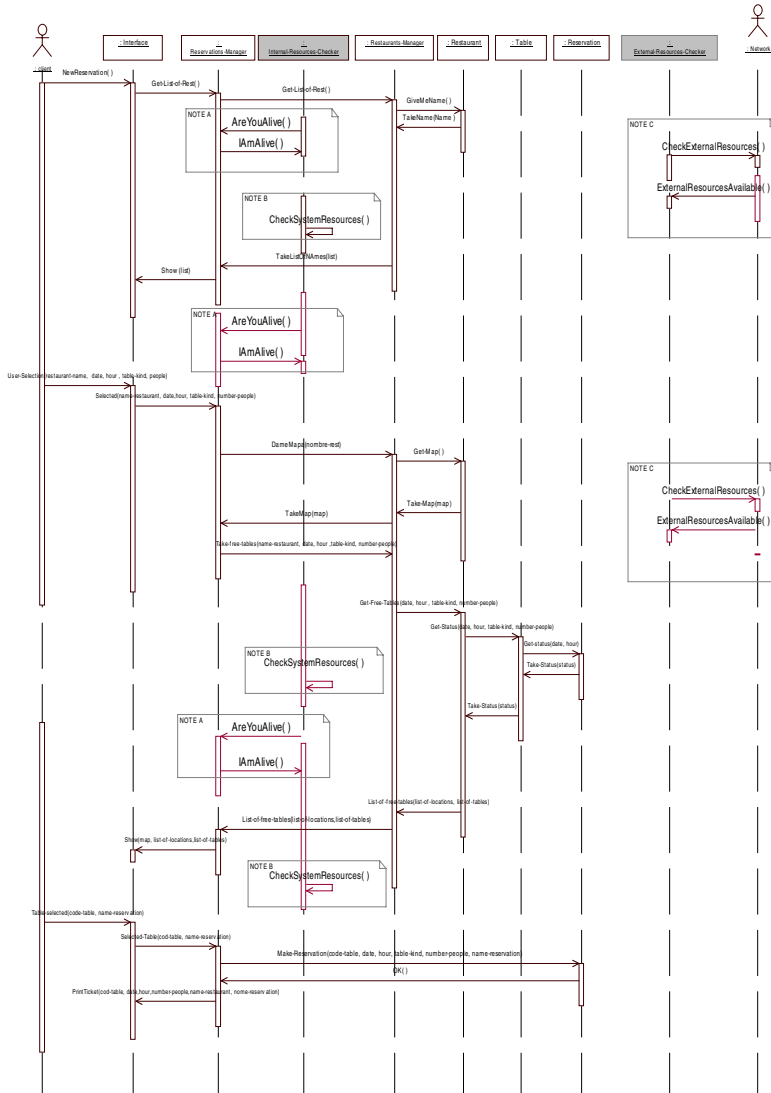 : client
: Interface
:
Reservations-Manager
:
Internal-Resources-Checker
: Restaurants-Manager
: Restaurant
: Table
: Reservation
:
External-Resources-Checker
: Network
NewReservation( )
Get-List-of-Rest( )
Get-List-of-Rest( )
GiveMeName( )
TakeName(Name )
NOTE A
AreYouAlive( )
IAmAlive( )
NOTE C
CheckExternalResources( )
ExternalResourcesAvailable( )
NOTE B
CheckSystemResources( )
TakeListOfNAmes(list)
Show (list)
NOTE A
AreYouAlive( )
IAmAlive( )
User-Selection(restaurant-name, date, hour , table-kind, people)
Selected(name-restaurant, date,hour, table-kind, number-people)
DameMapa(nombre-rest)
Get-Map( )
NOTE C
CheckExternalResources( )
Take-Map(map)
TakeMap(map)
ExternalResourcesAvailable( )
Take-free-tables(name-restaurant, date, hour ,table-kind, number-people)
Get-Free-Tables(date, hour , table-kind, number-people)
Get-Status(date, hour, table-kind, number-people)
Get-status(date, hour)
NOTE B
CheckSystemResources( )
Take-Status(status)
Take-Status(status)
NOTE A
AreYouAlive( )
IAmAlive( )
List-of-free-tables(list-of-locations, list-of-tables)
List-of-free-tables(list-of-locations,list-of-tables)
Show(map, list-of-locations,list-of-tables)
NOTE B
CheckSystemResources( )
Table-selected(code-table, name-reservation)
Selected-Table(cod-table, name-reservation)
Make-Reservation(code-table, date, hour, table-kind, number-people, name-reservation)
OK( )
PrintTicket(cod-table, date,hour,number-people,name-restaurant, nome-reservation)